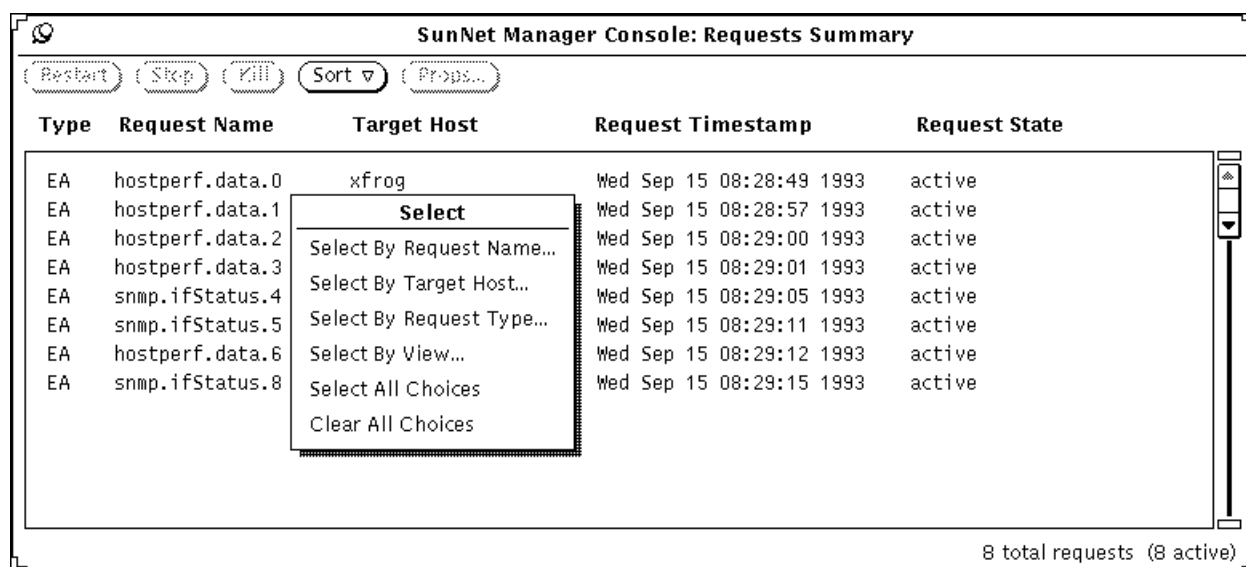 SunNet Manager Console: Requests Summary
Restart Stop Kill Sort Props...
Type Request Name Target Host Request Timestamp Request State
EA hostperf.data.0 xfrog Wed Sep 15 08:28:49 1993 active
EA hostperf.data.1 Wed Sep 15 08:28:57 1993 active
EA hostperf.data.2 Wed Sep 15 08:29:00 1993 active
EA hostperf.data.3 Wed Sep 15 08:29:01 1993 active
EA snmp.ifStatus.4 Wed Sep 15 08:29:05 1993 active
EA snmp.ifStatus.5 Wed Sep 15 08:29:11 1993 active
EA hostperf.data.6 Wed Sep 15 08:29:12 1993 active
EA snmp.ifStatus.8 Wed Sep 15 08:29:15 1993 active
Select
Select By Request Name...
Select By Target Host...
Select By Request Type...
Select By View...
Select All Choices
Clear All Choices
8 total requests (8 active)